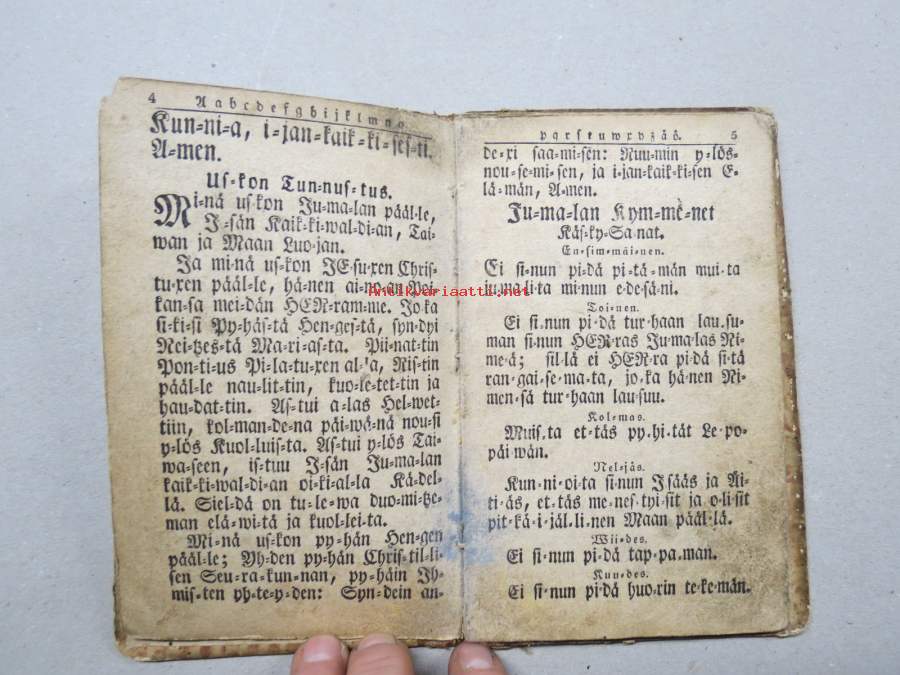 4
A a b c d e f g h i j k l m n o
Kun-ni-a, i-jan-kaik-ki-ses-ti.
A-men.
Us-kon Tun-nus-tus.
Mi-nä us-kon Ju-ma-lan pääl-le,
I-sän Kaik-ki-wal-di-an, Tai-
wan ja Maan Luo-jan.
Ja mi-nä us-kon JE-su-xen Chris-
tu-xen pääl-le, hä-nen ai-no-an Poi-
kan-sa mei-dän HER-ram-me. Jo-ka
si-ki-si Py-häs-tä Hen-ges-tä, syn-dyi
Neit-zes-tä Ma-ri-as-ta. Pii-nat-tin
Pon-ti-us Pi-la-tu-xen al-la, Ris-tin
pääl-le nau-lit-tin, kuo-le-tet-tin ja
hau-dat-tin. As-tui a-las Hel-wet-
tiin, kol-man-de-na päi-wä-nä nou-si
y-lös Kuol-luis-ta. As-tui y-lös Tai-
wa-seen, is-tuu I-sän Ju-ma-lan
kaik-ki-wal-di-an oi-ki-al-la Kä-del-
lä. Siel-dä on tu-le-wa duo-mi-tze-
man elä-wi-tä ja kuol-lei-ta.
Mi-nä us-kon py-hän Hen-gen
pääl-le; Yh-den py-hän Chris-til-li-
sen Seu-ra-kun-nan, py-häin Ih-
mis-ten yh-te-y-den: Syn-dein an-
p q r s t u w x y z å ä ö.
5
de-xi saa-mi-sen: Ruu-min y-lös-
nou-se-mi-sen, ja i-jan-kaik-ki-sen E-
lä-män, A-men.
Ju-ma-lan Kym-me-net
Käs-ky-Sa-nat.
En-sim-mäi-nen.
Ei si-nun pi-dä pi-tä-män mui-ta
ju-ma-li-ta mi-nun e-de-sä-ni.
Toi-nen.
Ei si-nun pi-dä tur-haan lau-su-
man si-nun HER-ras Ju-ma-las Ni-
me-ä; sil-lä ei HER-ra pi-dä si-tä
ran-gai-se-ma-ta, jo-ka hä-nen Ni-
men-sä tur-haan lau-suu.
Kol-mas.
Muis-ta et-täs py-hi-tät Le-po-
päi-wän.
Nel-jäs.
Kun-ni-oi-ta si-nun Isääs ja Äi-
ti-äs, et-täs me-nes-tyi-sit ja o-li-sit
pit-kä-i-jäl-li-nen Maan pääl-lä.
Wii-des.
Ei si-nun pi-dä tap-pa-man.
Kuu-des.
Ei si-nun pi-dä huo-rin te-ke-män.
Antikvariaatti.net